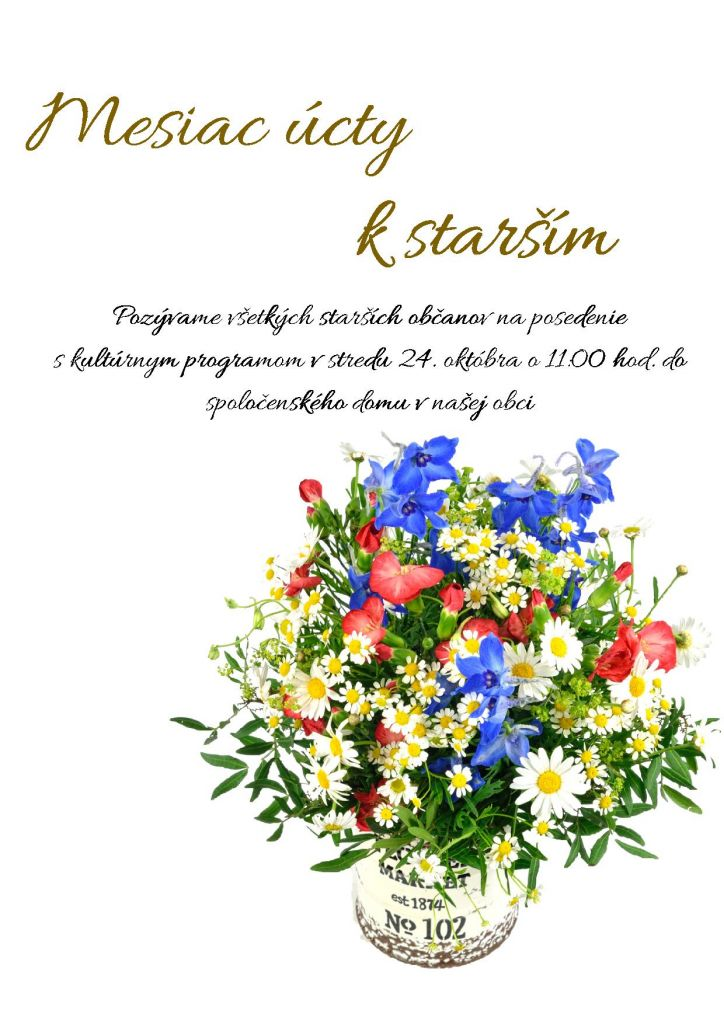 Mesiac úcty
k starším
Pozývame všetkých starších občanov na posedenie
s kultúrnym programom v stredu 24. októbra o 11.00 hod. do
spoločenského domu v našej obci
MARKET
est 1874
№ 102